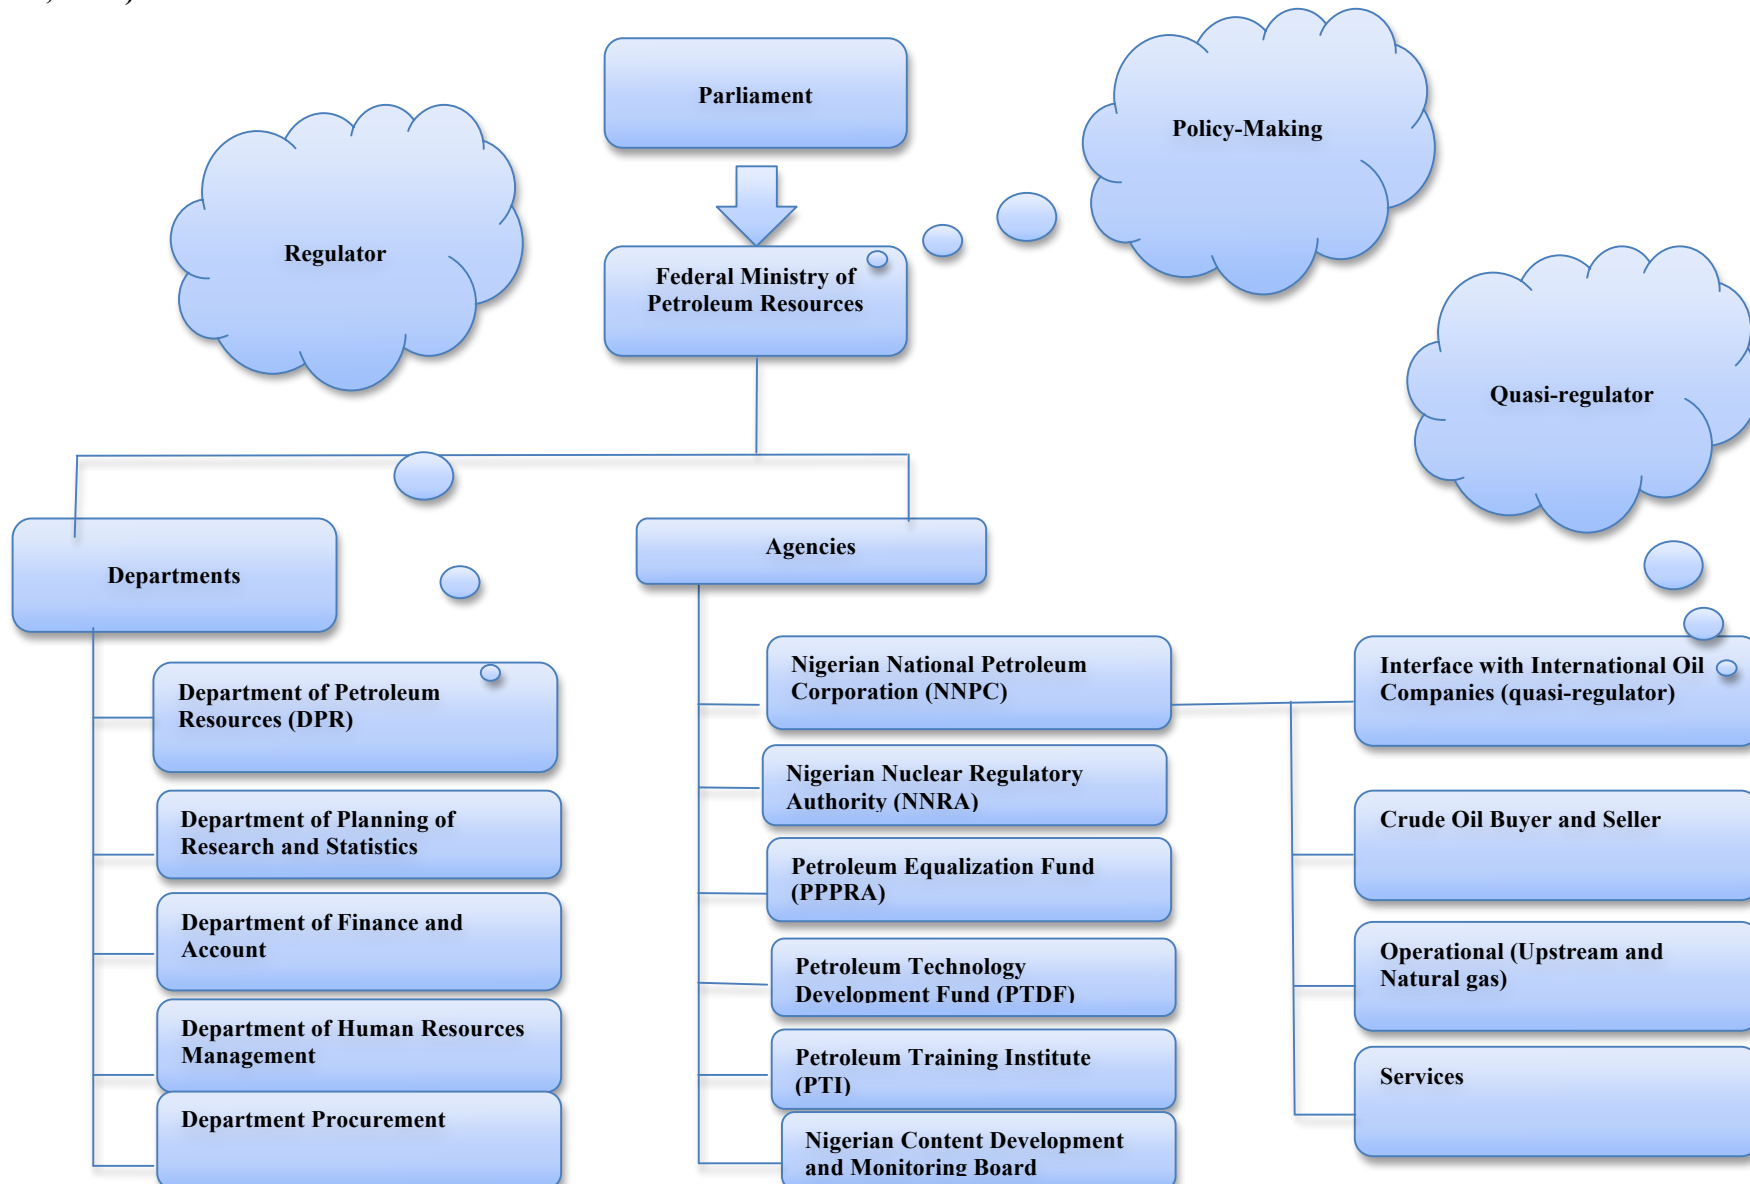 Parliament
Policy-Making
Regulator
Federal Ministry of
Petroleum Resources
Quasi-regulator
Departments
Agencies
Department of Petroleum
Resources (DPR)
Department of Planning of
Research and Statistics
Department of Finance and
Account
Department of Human Resources
Management
Department Procurement
Nigerian National Petroleum
Corporation (NNPC)
Nigerian Nuclear Regulatory
Authority (NNRA)
Petroleum Equalization Fund
(PPPRA)
Petroleum Technology
Development Fund (PTDF)
Petroleum Training Institute
(PTI)
Nigerian Content Development
and Monitoring Board
Interface with International Oil
Companies (quasi-regulator)
Crude Oil Buyer and Seller
Operational (Upstream and
Natural gas)
Services